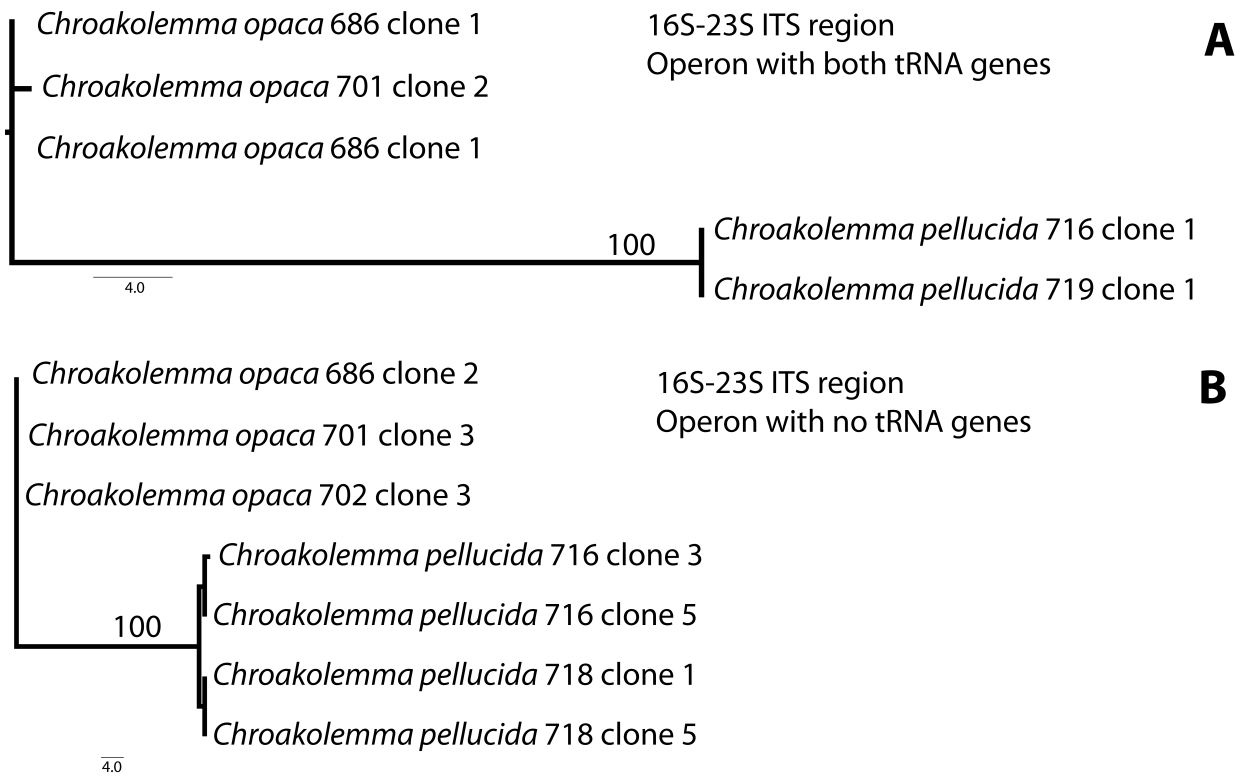 Chroakolemma opaca 686 clone 1
16S-23S ITS region
Operon with both tRNA genes
A
Chroakolemma opaca 701 clone 2
Chroakolemma opaca 686 clone 1
100
Chroakolemma pellucida 716 clone 1
Chroakolemma pellucida 719 clone 1
4.0
Chroakolemma opaca 686 clone 2
16S-23S ITS region
Operon with no tRNA genes
B
Chroakolemma opaca 701 clone 3
Chroakolemma opaca 702 clone 3
100
Chroakolemma pellucida 716 clone 3
Chroakolemma pellucida 716 clone 5
Chroakolemma pellucida 718 clone 1
Chroakolemma pellucida 718 clone 5
4.0